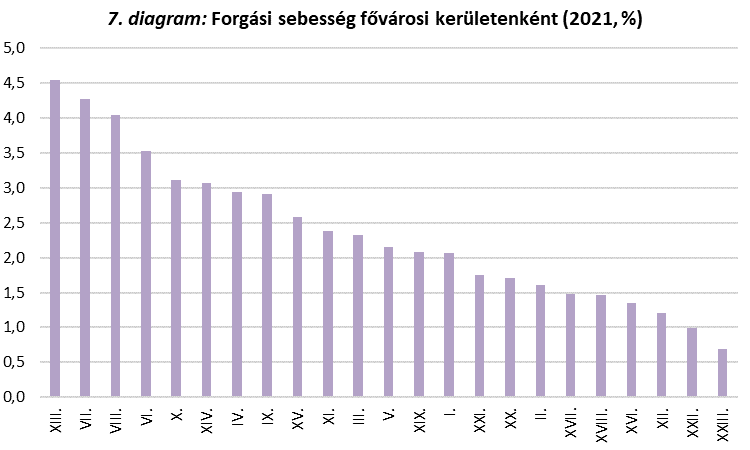 7. diagram: Forgási sebesség fővárosi kerületenként (2021, %)
5,0
4,5
4,0
3,5
3,0
2,5
2,0
1,5
1,0
0,5
0,0
XIII.
VII.
VIII.
VI.
X.
XIV.
IV.
IX.
XV.
XI.
III.
V.
XIX.
I.
XXI.
XX.
II.
XVII.
XVIII.
XVI.
XII.
XXII.
XXIII.